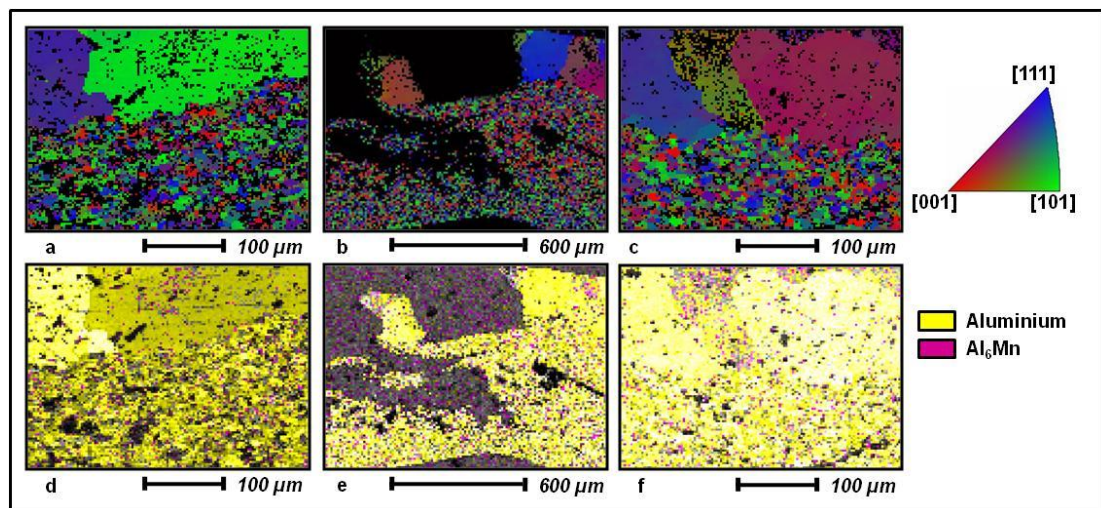 [111]
[001]
[101]
a
100 µm
b
600 µm
c
100 µm
Aluminium
Al₆Mn
d
100 µm
e
600 µm
f
100 µm